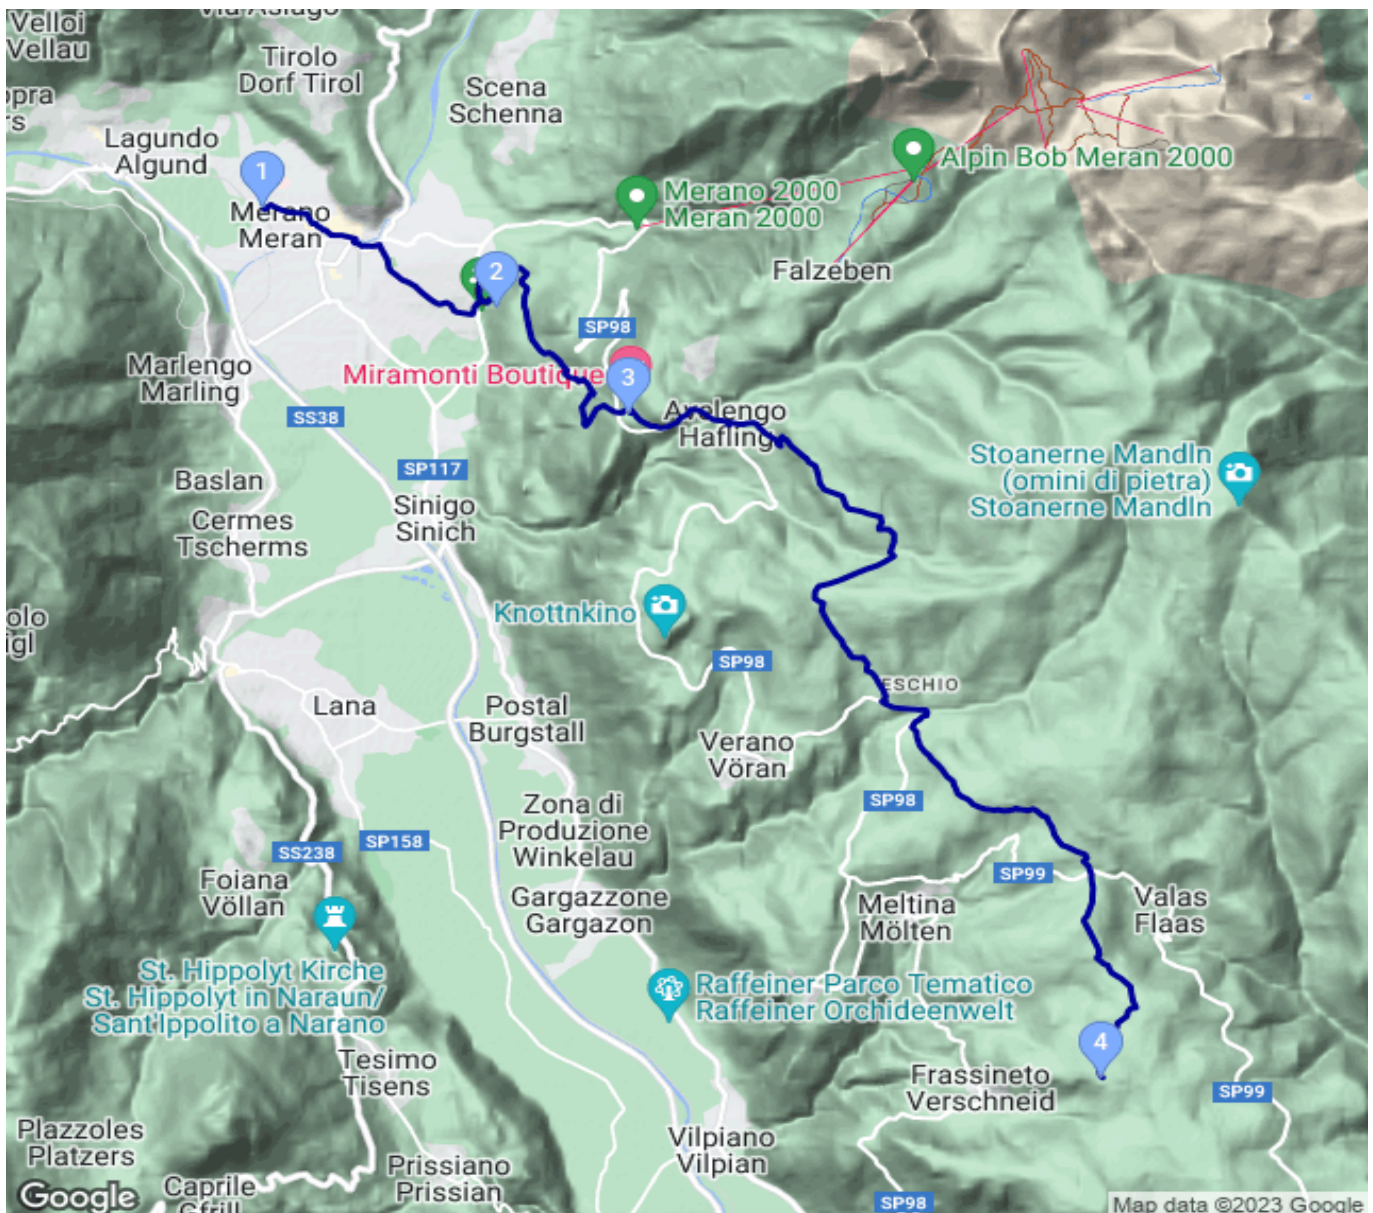 Velloi
Vellau
Tirolo
Dorf Tirol
Scena
Schenna
Lagundo
Algund
1
Merano
Meran
Merano 2000
Meran 2000
Alpin Bob Meran 2000
Falzeben
2
SP98
Marlengo
Marling
Miramonti Boutique
3
SS38
Avelengo
Hafling
SP117
Baslan
Sinigo
Sinich
Cermes
Tscherms
Stoanerne Mandln
(omini di pietra)
Stoanerne Mandln
Knottnkino
SP98
ESCHIO
Lana
Postal
Burgstall
Verano
Vöran
SP98
Zona di
Produzione
Winkelau
SP158
SS238
Foiana
Völlan
SP99
Gargazzone
Gargazon
Meltina
Mölten
Valas
Flaas
St. Hippolyt Kirche
St. Hippolyt in Naraun/
Sant'Ippolito a Narano
Raffeiner Parco Tematico
Raffeiner Orchideenwelt
4
Tesimo
Tisens
Frassineto
Verschneid
SP99
Plazzoles
Platzers
Vilpiano
Vilpian
Prissiano
Prissian
Caprile
Gfrill
SP98
Google
Map data ©2023 Google